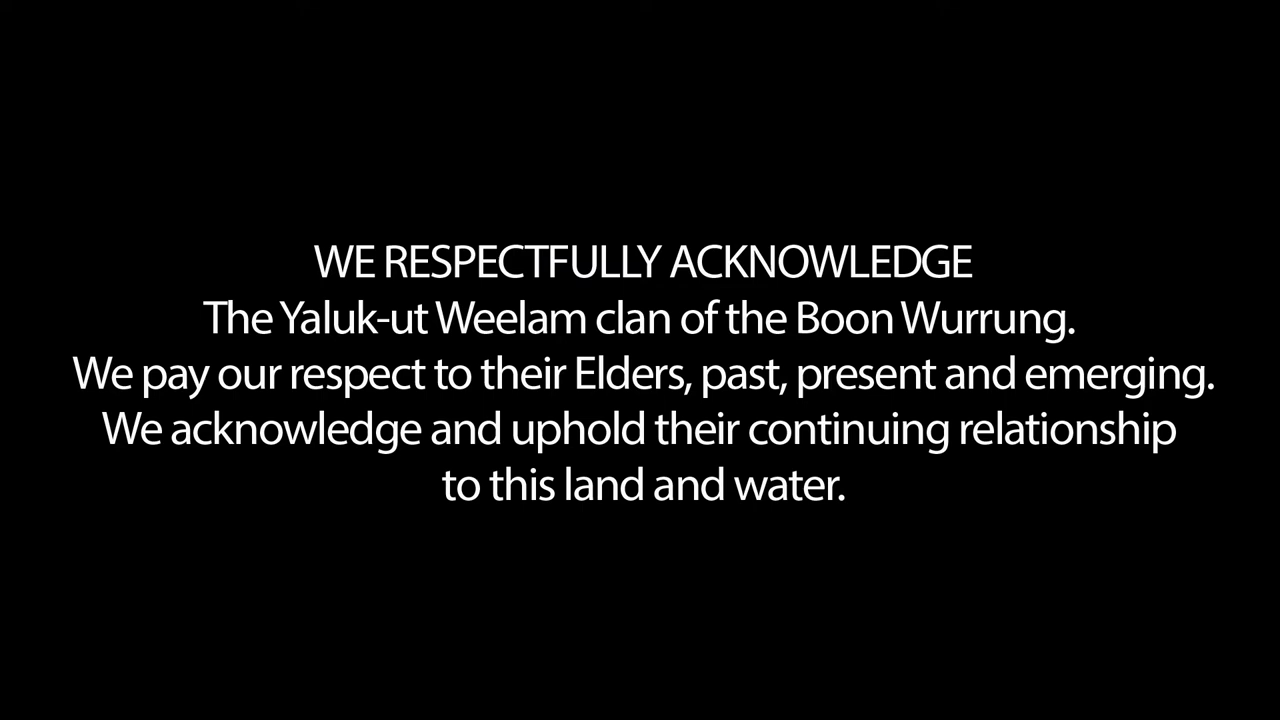 WE RESPECTFULLY ACKNOWLEDGE
The Yaluk-ut Weelam clan of the Boon Wurrung.
We pay our respect to their Elders, past, present and emerging.
We acknowledge and uphold their continuing relationship
to this land and water.